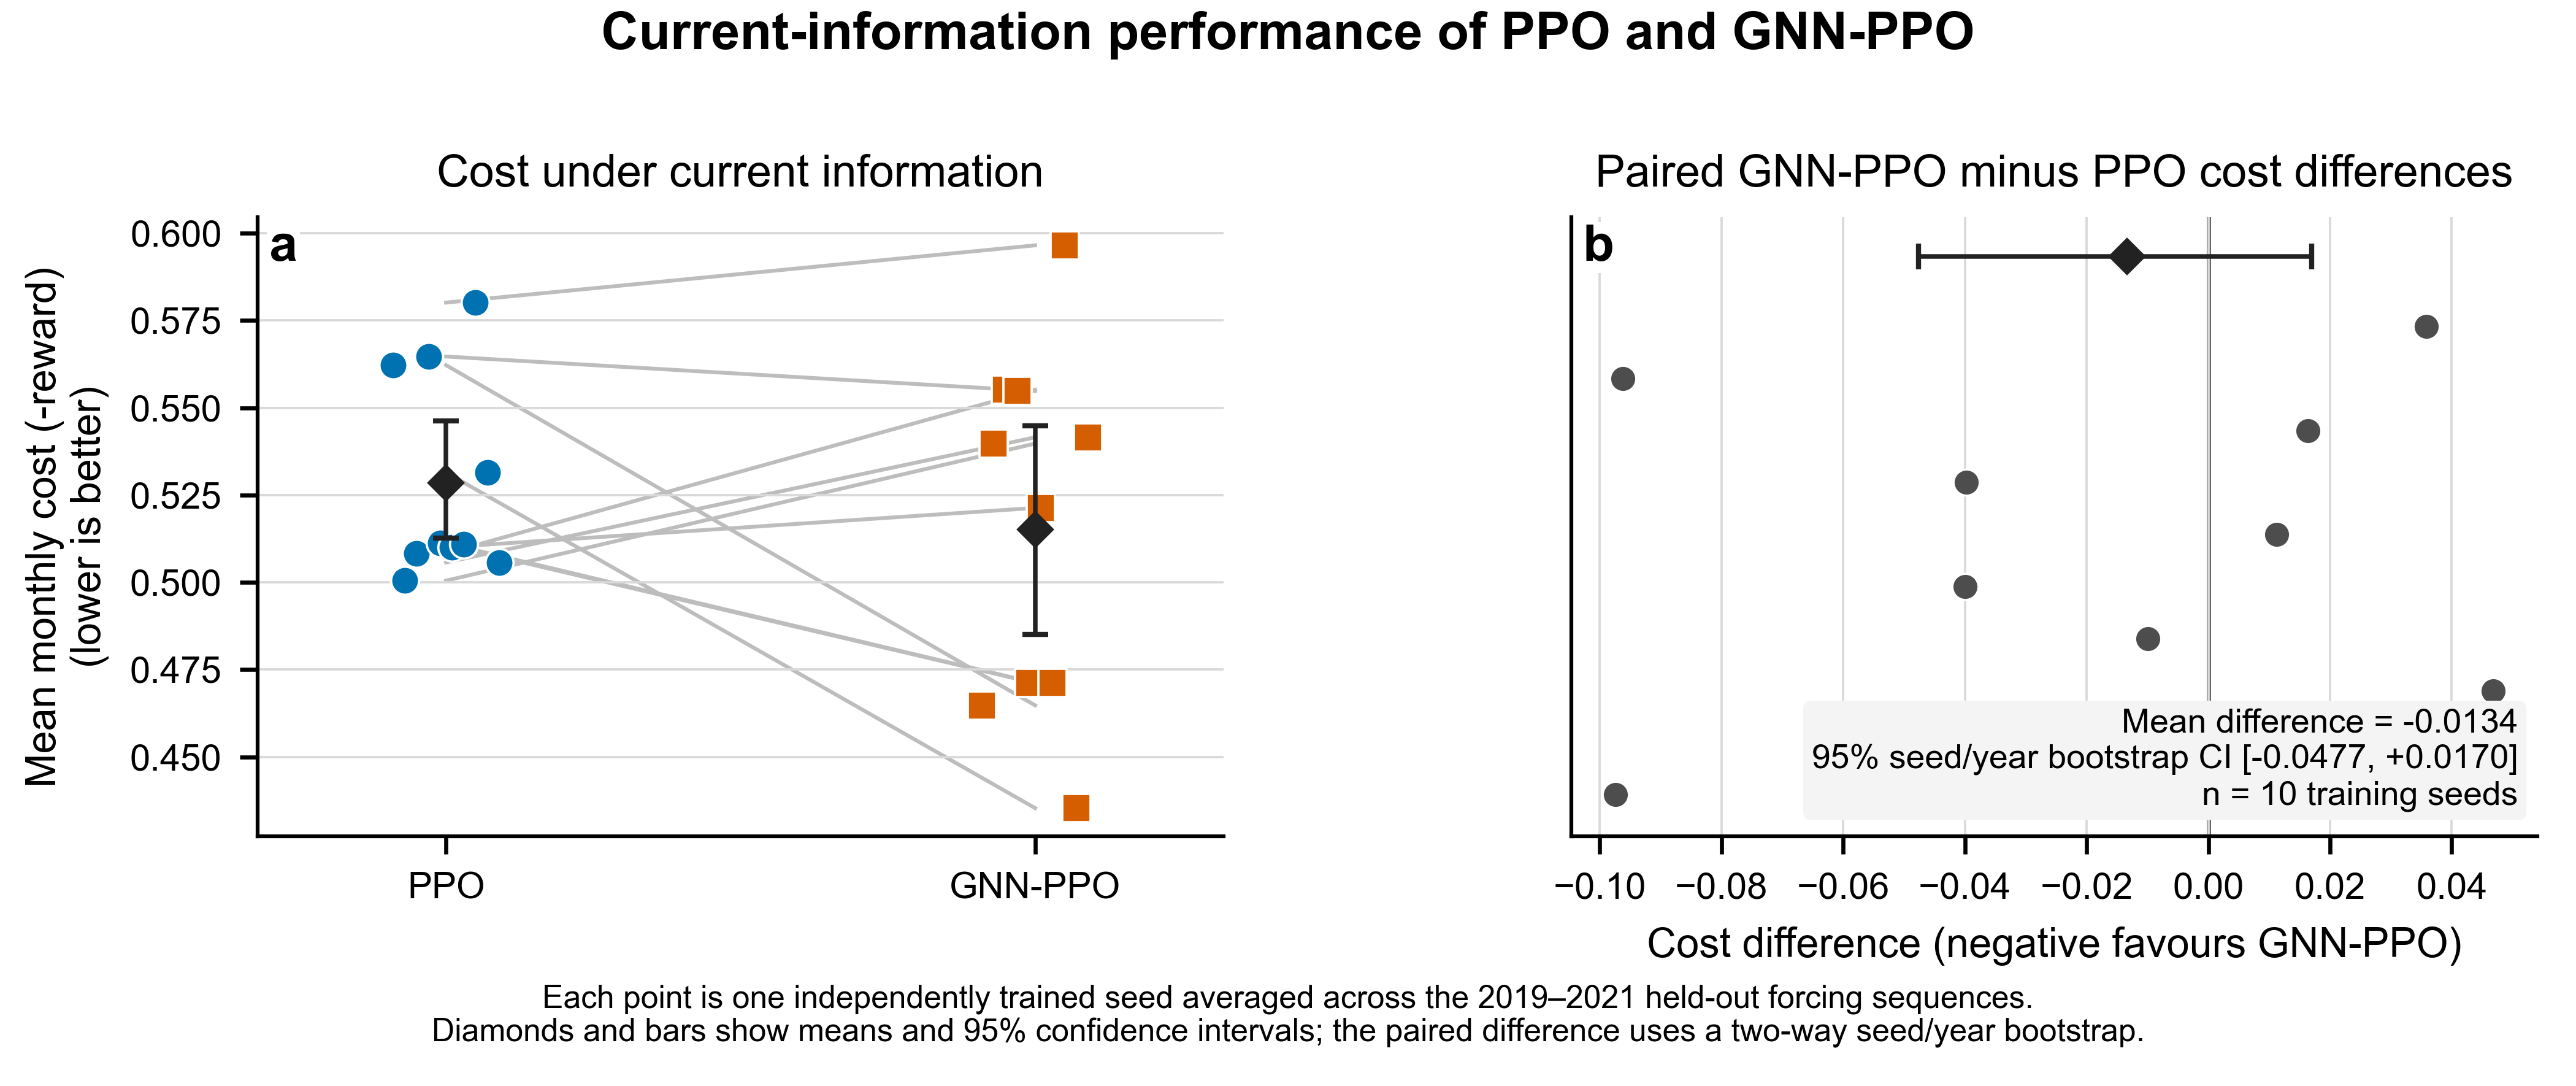 Current-information performance of PPO and GNN-PPO
Cost under current information
a
Mean monthly cost (-reward)
(lower is better)
0.600
0.575
0.550
0.525
0.500
0.475
0.450
PPO
GNN-PPO
Paired GNN-PPO minus PPO cost differences
b
Mean difference = -0.0134
95% seed/year bootstrap CI [-0.0477, +0.0170]
n = 10 training seeds
−0.10 −0.08 −0.06 −0.04 −0.02 0.00 0.02 0.04
Cost difference (negative favours GNN-PPO)
Each point is one independently trained seed averaged across the 2019–2021 held-out forcing sequences.
Diamonds and bars show means and 95% confidence intervals; the paired difference uses a two-way seed/year bootstrap.